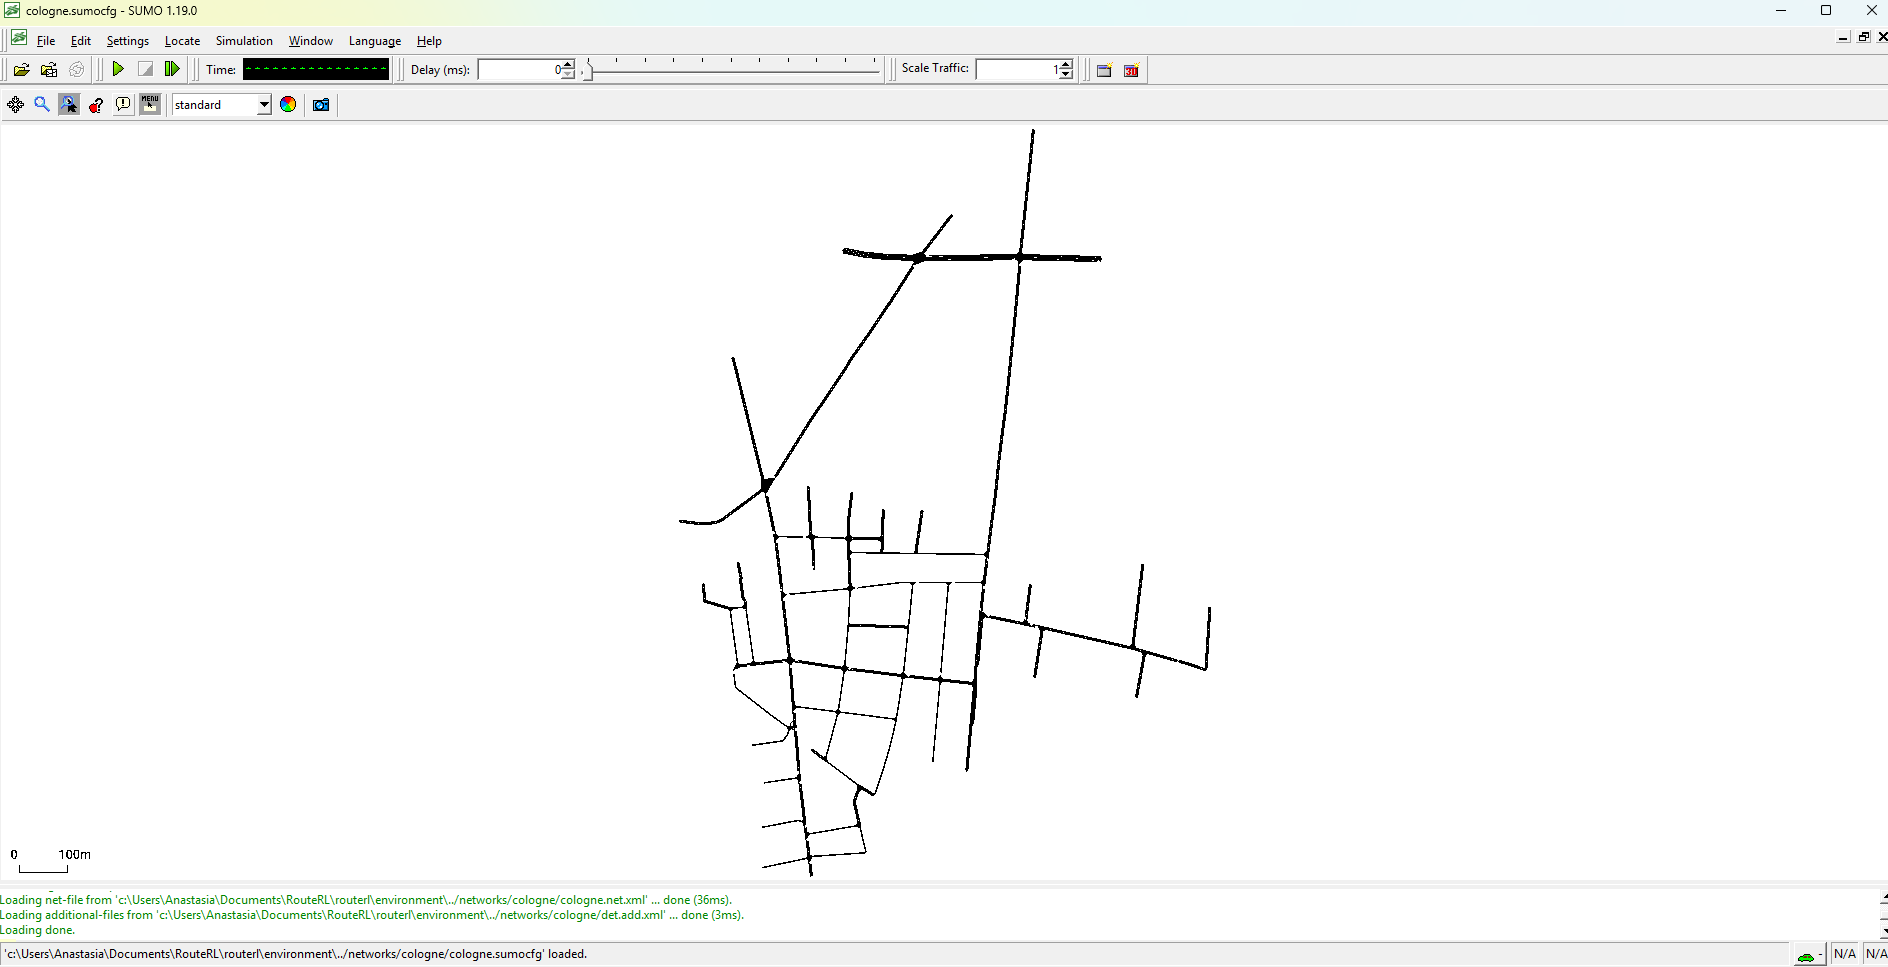 cologne.sumocfg - SUMO 1.19.0
File Edit Settings Locate Simulation Window Language Help
Time: Delay (ms): 0 Scale Traffic: 1
MENU standard
0 100m
Loading net-file from 'c:\Users\Anastasia\Documents\RouteRL\routerl\environment\../networks/cologne/cologne.net.xml' ... done (36ms).
Loading additional-files from 'c:\Users\Anastasia\Documents\RouteRL\routerl\environment\../networks/cologne/det.add.xml' ... done (3ms).
Loading done.
'c:\Users\Anastasia\Documents\RouteRL\routerl\environment\../networks/cologne/cologne.sumocfg' loaded. - N/A N/A